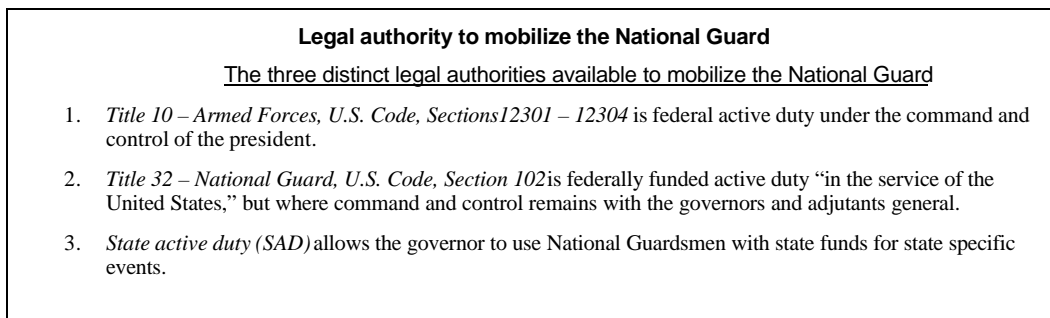 Legal authority to mobilize the National Guard
The three distinct legal authorities available to mobilize the National Guard
1. Title 10 – Armed Forces, U.S. Code, Sections12301 – 12304 is federal active duty under the command and
control of the president.
2. Title 32 – National Guard, U.S. Code, Section 102is federally funded active duty “in the service of the
United States,” but where command and control remains with the governors and adjutants general.
3. State active duty (SAD) allows the governor to use National Guardsmen with state funds for state specific
events.